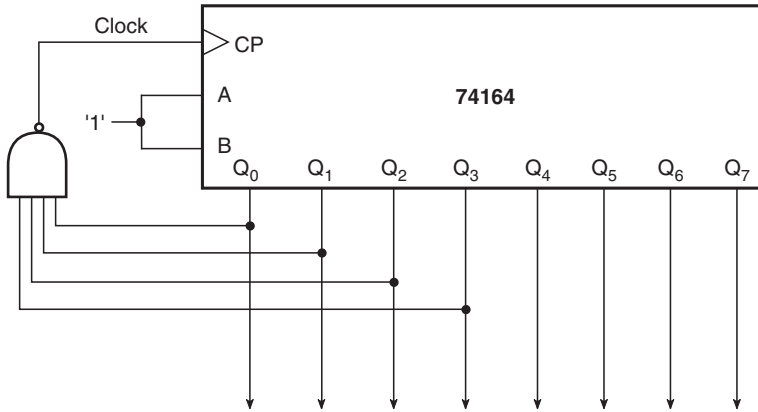 Clock
CP
A
74164
'1'
B
Q₀ Q₁ Q₂ Q₃ Q₄ Q₅ Q₆ Q₇